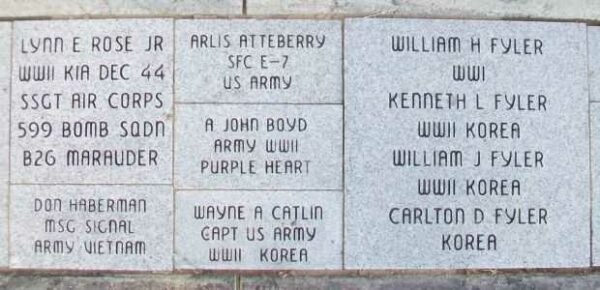 LYNN E ROSE JR
WWII KIA DEC 44
SSGT AIR CORPS
599 BOMB SQDN
B26 MARAUDER
DON HABERMAN
MSG SIGNAL
ARMY VIETNAM
ARLIS ATTEBERRY
SFC E-7
US ARMY
A JOHN BOYD
ARMY WWII
PURPLE HEART
WAYNE A CATLIN
CAPT US ARMY
WWII KOREA
WILLIAM H FYLER
WWI
KENNETH L FYLER
WWII KOREA
WILLIAM J FYLER
WWII KOREA
CARLTON D FYLER
KOREA